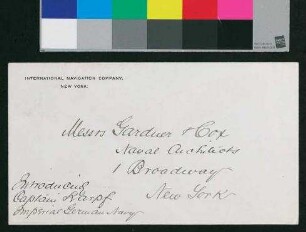 INTERNATIONAL NAVIGATION COMPANY,
NEW YORK.
Messrs Gardner & Cox
Naval Architects
1 Broadway
New York
Introducing
Captain Karpf
Imperial German Navy